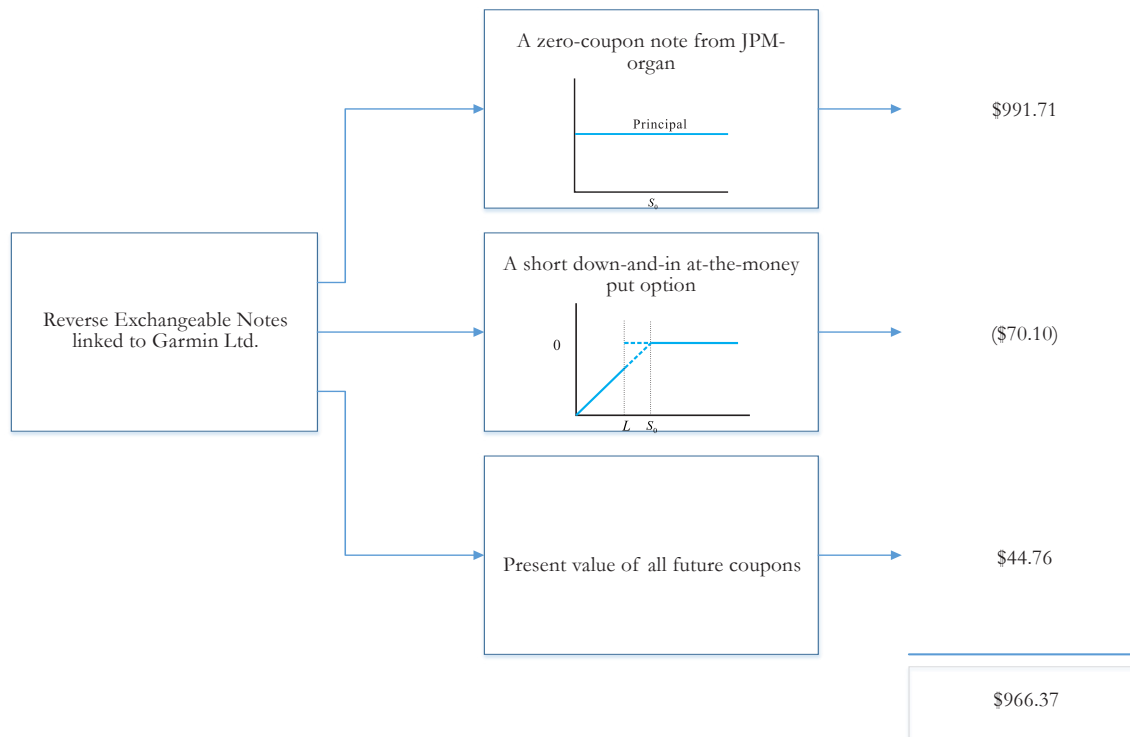 A zero-coupon note from JPM-
organ
Principal
S₀
$991.71
Reverse Exchangeable Notes
linked to Garmin Ltd.
A short down-and-in at-the-money
put option
0
L S₀
($70.10)
Present value of all future coupons
$44.76
$966.37